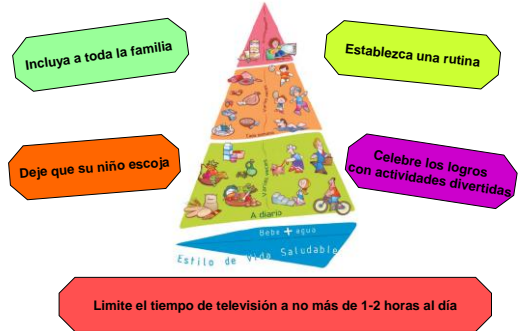 Incluya a toda la familia
Establezca una rutina
Deje que su niño escoja
Celebre los logros
con actividades divertidas
A diario
Bebe + agua
Estilo de Vida Saludable
Limite el tiempo de televisión a no más de 1-2 horas al día